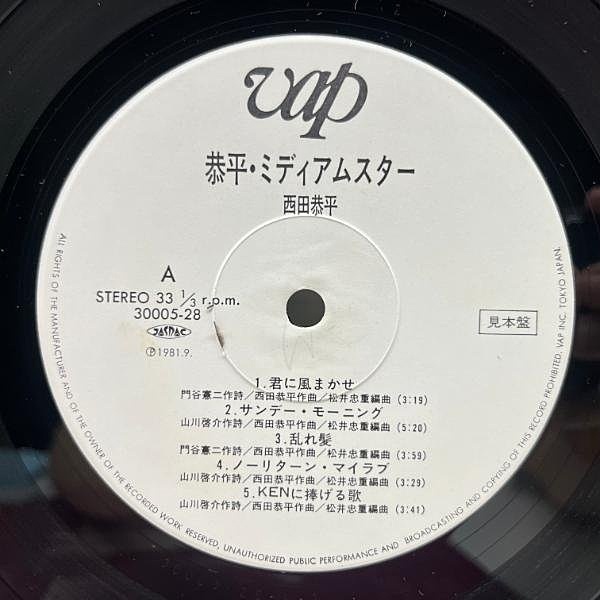 vap
恭平・ミディアムスター
西田恭平
A
STEREO 33 1/3 r.p.m.
30005-28
JASRAC
Ⓟ1981.9.
見本盤
1.君に風まかせ
門谷憲二作詩/西田恭平作曲/松井忠重編曲 (3:19)
2.サンデー・モーニング
山川啓介作詩/西田恭平作曲/松井忠重編曲 (5:20)
3.乱れ髪
門谷憲二作詩/西田恭平作曲/松井忠重編曲 (3:59)
4.ノーリターン・マイラブ
山川啓介作詩/西田恭平作曲/松井忠重編曲 (3:29)
5.KENに捧げる歌
山川啓介作詩/西田恭平作曲/松井忠重編曲 (3:41)
ALL RIGHTS OF THE MANUFACTURER AND OF THE OWNER OF THE RECORDED WORK RESERVED, UNAUTHORIZED PUBLIC PERFORMANCE AND BROADCASTING AND COPYING OF THIS RECORD PROHIBITED. VAP INC. TOKYO JAPAN.